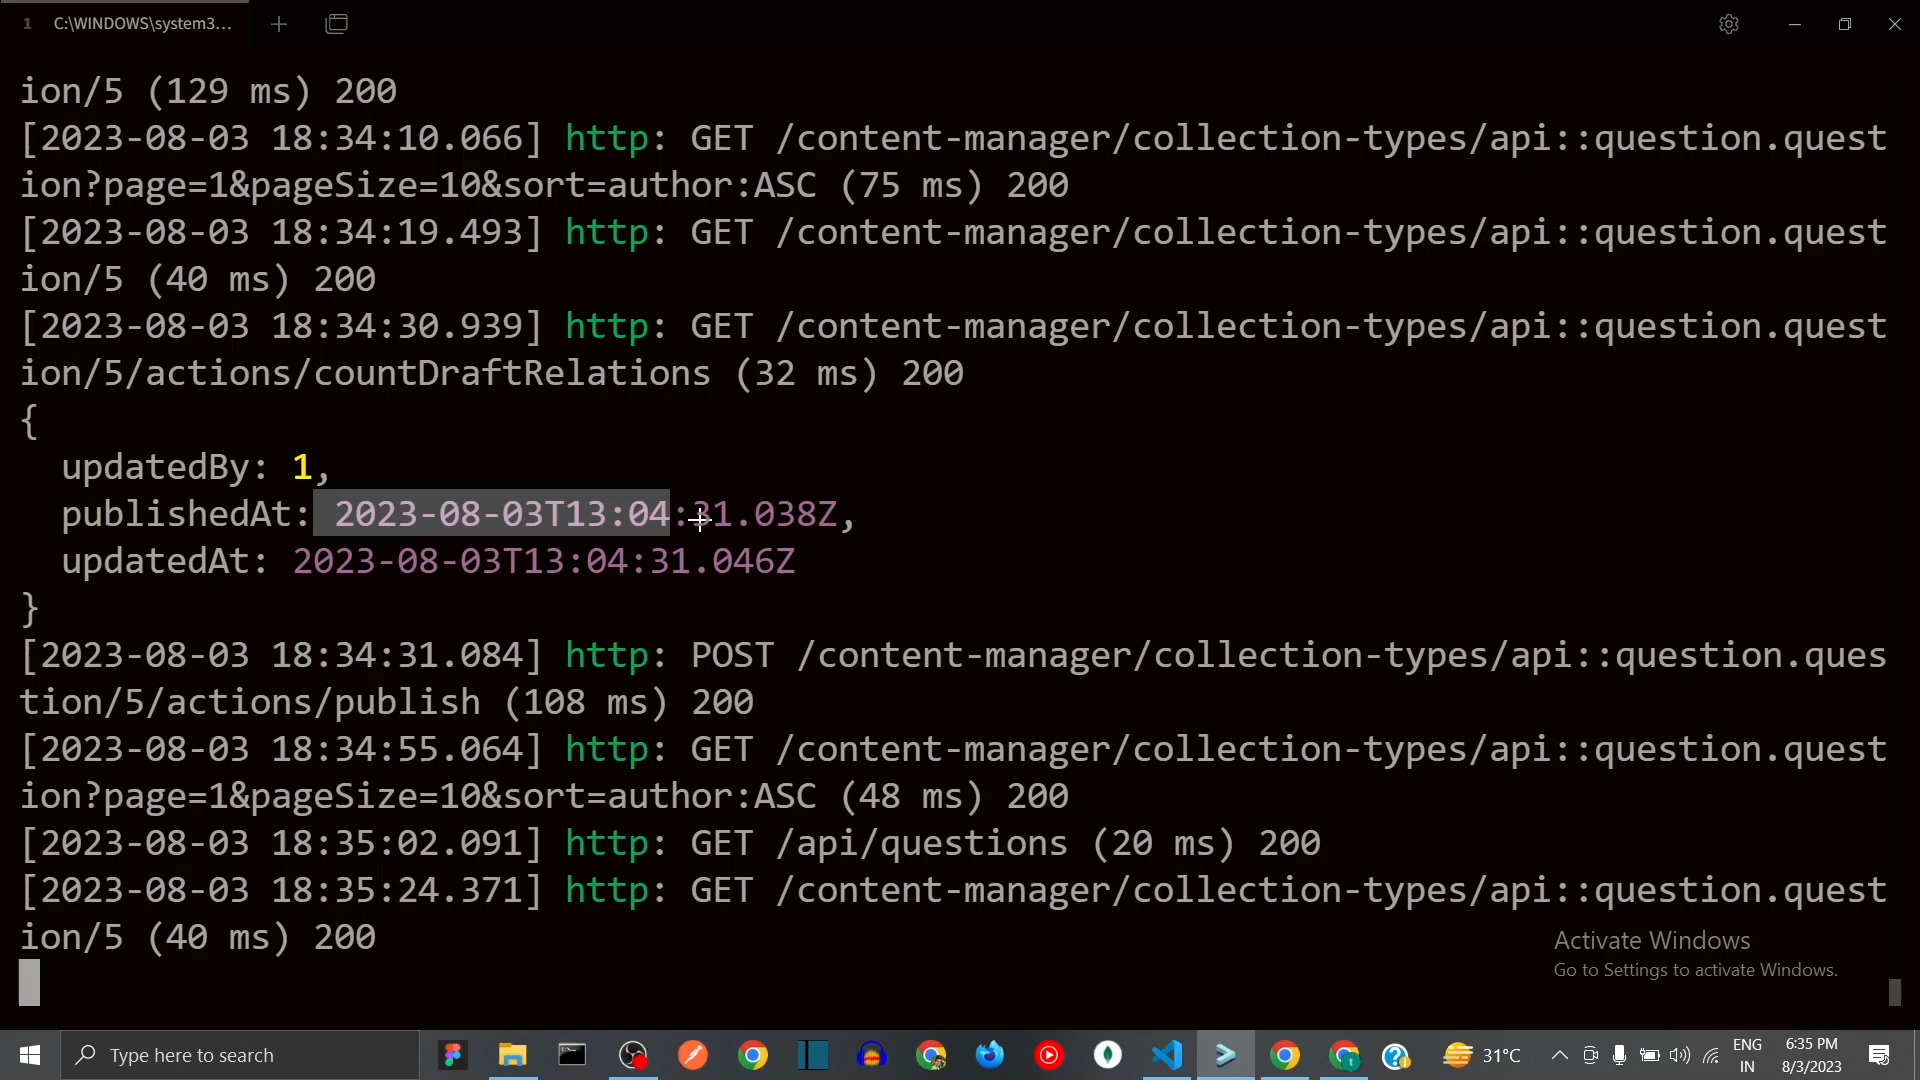 1 C:\WINDOWS\system3...
ion/5 (129 ms) 200
[2023-08-03 18:34:10.066] http: GET /content-manager/collection-types/api::question.quest
ion?page=1&pageSize=10&sort=author:ASC (75 ms) 200
[2023-08-03 18:34:19.493] http: GET /content-manager/collection-types/api::question.quest
ion/5 (40 ms) 200
[2023-08-03 18:34:30.939] http: GET /content-manager/collection-types/api::question.quest
ion/5/actions/countDraftRelations (32 ms) 200
{
updatedBy: 1,
publishedAt: 2023-08-03T13:04:31.038Z,
updatedAt: 2023-08-03T13:04:31.046Z
}
[2023-08-03 18:34:31.084] http: POST /content-manager/collection-types/api::question.ques
tion/5/actions/publish (108 ms) 200
[2023-08-03 18:34:55.064] http: GET /content-manager/collection-types/api::question.quest
ion?page=1&pageSize=10&sort=author:ASC (48 ms) 200
[2023-08-03 18:35:02.091] http: GET /api/questions (20 ms) 200
[2023-08-03 18:35:24.371] http: GET /content-manager/collection-types/api::question.quest
ion/5 (40 ms) 200
Activate Windows
Go to Settings to activate Windows.
Type here to search
31°C
ENG
IN
6:35 PM
8/3/2023